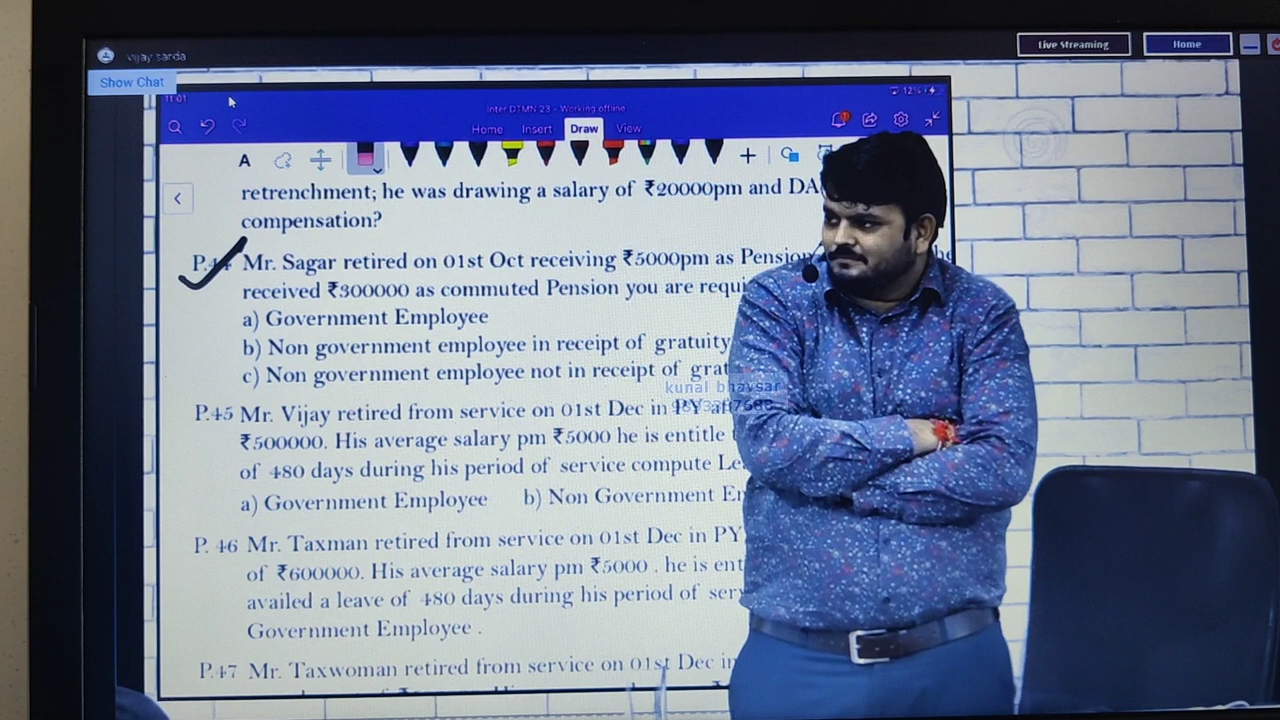 vijay sarda
Live Streaming
Home
Show Chat
11:01
12%
Inter DTMN 23 - Working offline
Home Insert Draw View
A
retrenchment; he was drawing a salary of ₹20000pm and DA
compensation?
Mr. Sagar retired on 01st Oct receiving ₹5000pm as Pension
received ₹300000 as commuted Pension you are requi
a) Government Employee
b) Non government employee in receipt of gratuity
c) Non government employee not in receipt of grat
kunal bhavsar
P.45 Mr. Vijay retired from service on 01st Dec in PY aft
₹500000. His average salary pm ₹5000 he is entitle
of 480 days during his period of service compute Le
a) Government Employee b) Non Government E
P. 46 Mr. Taxman retired from service on 01st Dec in PY
of ₹600000. His average salary pm ₹5000 . he is ent
availed a leave of 480 days during his period of ser
Government Employee .
P.47 Mr. Taxwoman retired from service on 01st Dec in